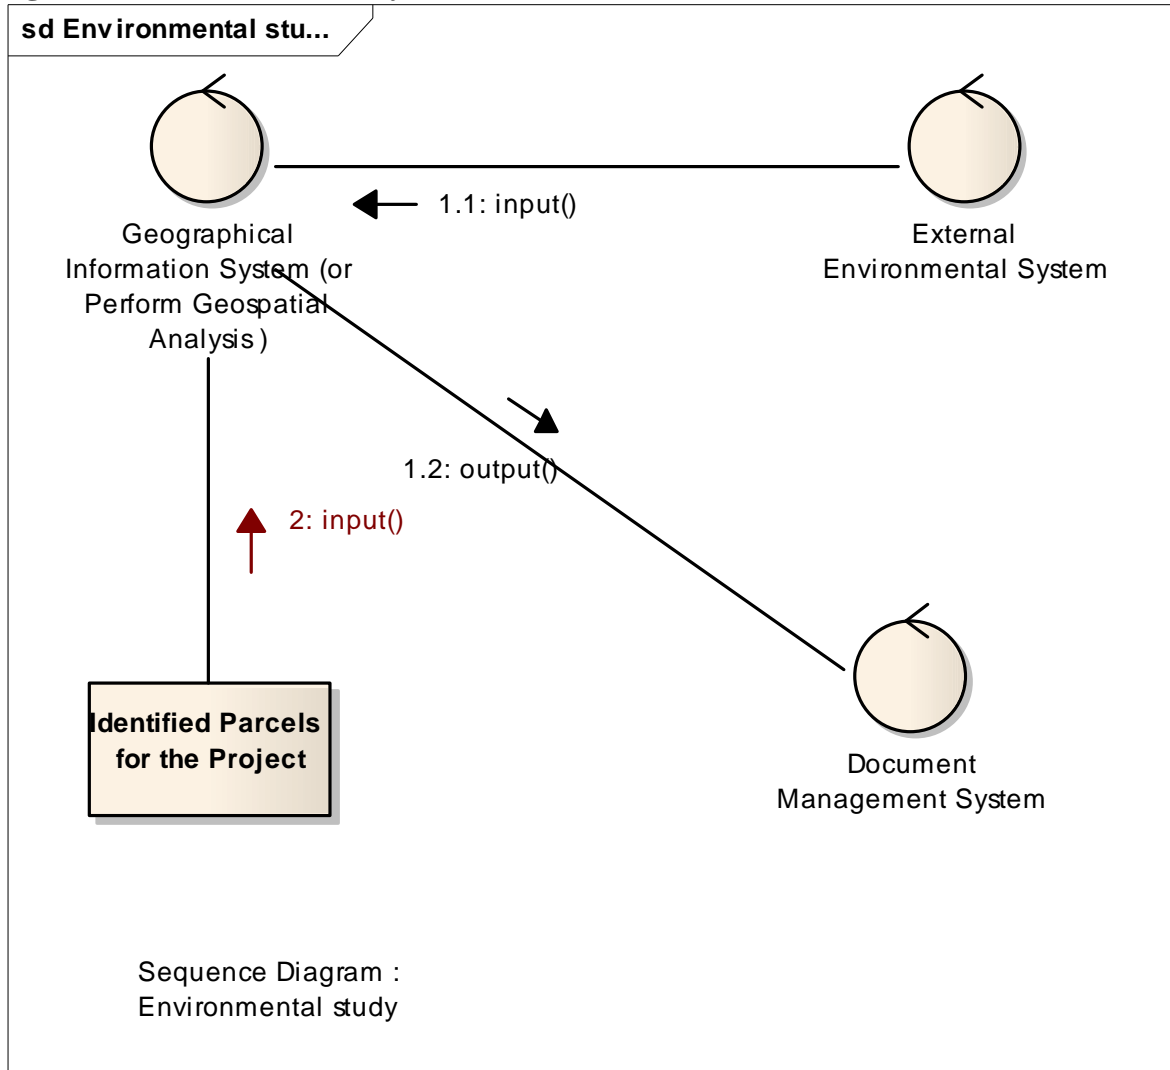 sd Environmental stu...
1.1: input()
Geographical
Information System (or
Perform Geospatial
Analysis)
External
Environmental System
1.2: output()
2: input()
Identified Parcels
for the Project
Document
Management System
Sequence Diagram :
Environmental study